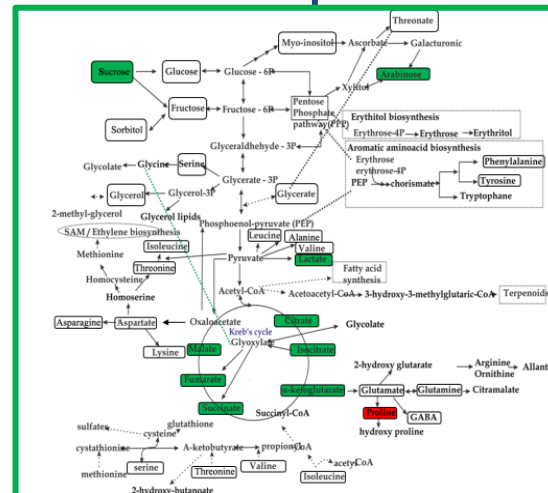 Threonate
Myo-inositol Ascorbate Galacturonic
Sucrose Glucose Glucose - 6P
Arabinose
Xylitol
Fructose Fructose - 6P Pentose
Phosphate
pathway(PPP)
Sorbitol
Erythitol biosynthesis
Erythrose-4P Erythrose Erythritol
Glyceraldhehyde - 3P
Aromatic aminoacid biosynthesis
Erythrose
erythrose-4P
PEP chorismate
Phenylalanine
Tyrosine
Tryptophane
Glycolate Glycine Serine
Glycerate - 3P
Glycerol Glycerol-3P Glycerate
2-methyl-glycerol Glycerol lipids
Phosphoenol-pyruvate (PEP)
SAM / Ethylene biosynthesis
Isoleucine Leucine Alanine
Valine
Methionine
Threonine Pyruvate Lactate
Fatty acid
synthesis
Homocysteine
Acetyl-CoA
Acetoacetyl-CoA 3-hydroxy-3-methylglutaric-CoA Terpenoids
Homoserine
Asparagine Aspartate Oxaloacetate Citrate
Kreb's cycle Glycolate
Glyoxylate
Lysine Malate Isocitrate
Fumarate
2-hydroxy glutarate
Arginine
Ornithine
Allant
α-ketoglutarate Glutamate Glutamine Citramalate
Succinate
Succinyl-CoA
Proline GABA
hydroxy proline
sulfates glutathione
cysteine
cystathionine A-ketobutyrate propionyl CoA
methionine serine Threonine Valine
acetyl CoA
Isoleucine
2-hydroxy-butanoate